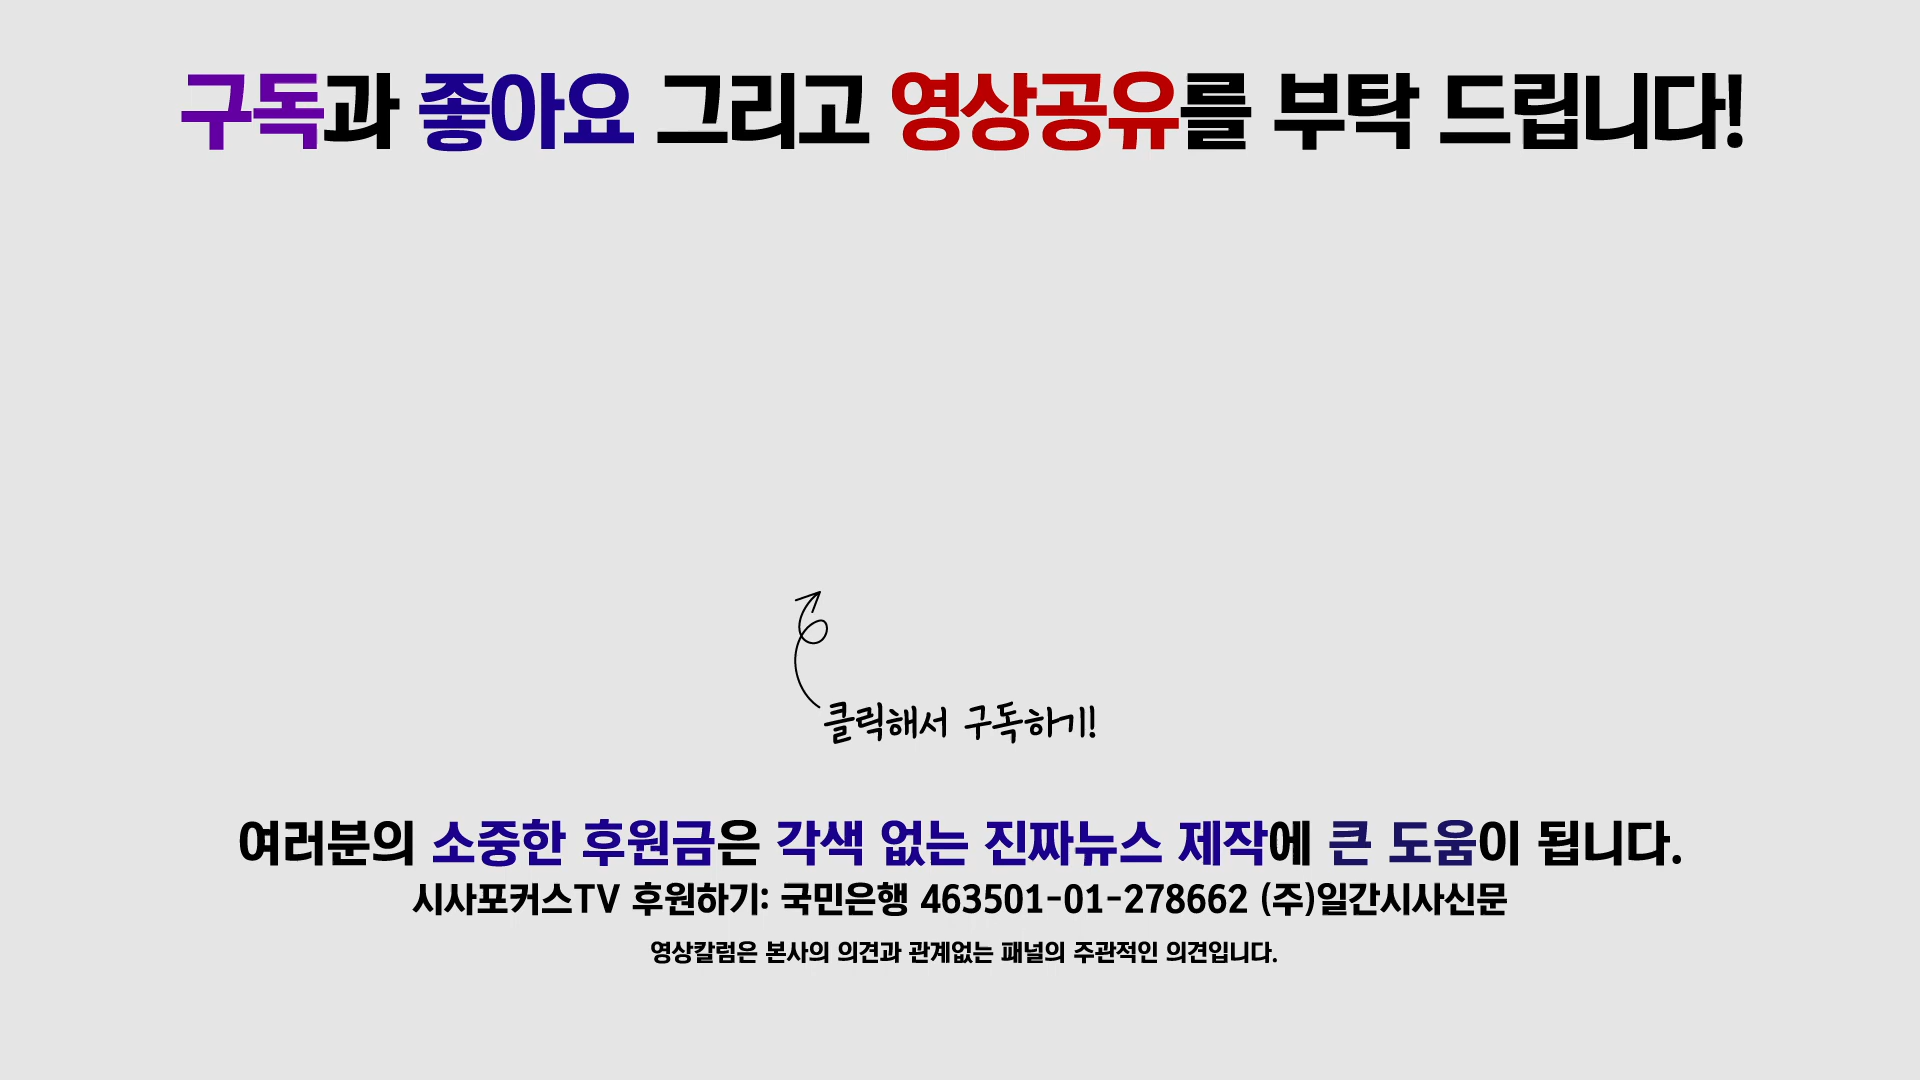 구독과 좋아요 그리고 영상공유를 부탁 드립니다!
클릭해서 구독하기!
여러분의 소중한 후원금은 각색 없는 진짜뉴스 제작에 큰 도움이 됩니다.
시사포커스TV 후원하기: 국민은행 463501-01-278662 (주)일간시사신문
영상칼럼은 본사의 의견과 관계없는 패널의 주관적인 의견입니다.